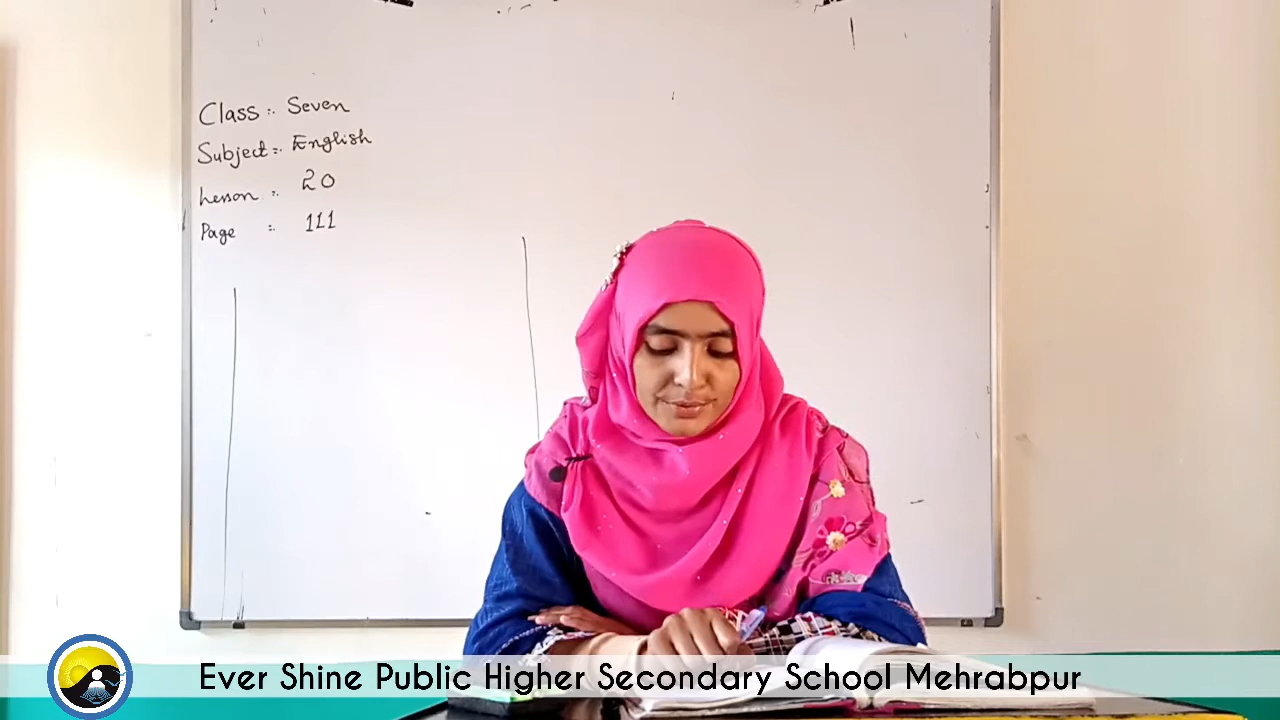 Class :- Seven
Subject :- English
Lesson :- 20
Page :- 111
Ever Shine Public Higher Secondary School Mehrabpur